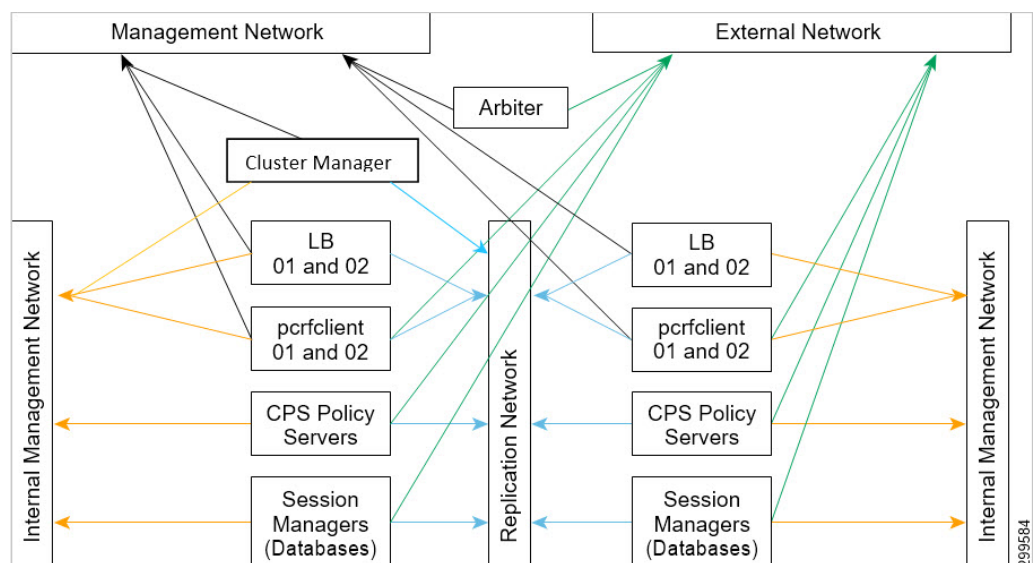 Management Network
External Network
Arbiter
Cluster Manager
LB
01 and 02
LB
01 and 02
pcrfclient
01 and 02
pcrfclient
01 and 02
CPS Policy
Servers
CPS Policy
Servers
Session
Managers
(Databases)
Session
Managers
(Databases)
Internal Management Network
Replication Network
Internal Management Network
299584